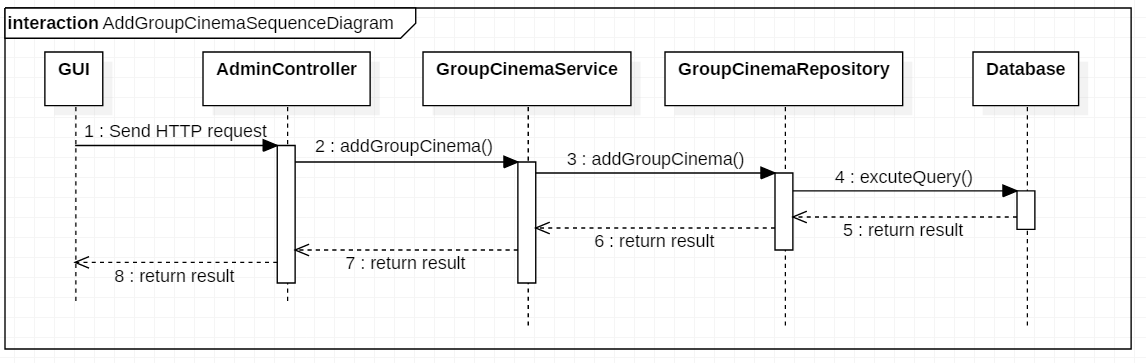 interaction AddGroupCinemaSequenceDiagram
GUI
AdminController
GroupCinemaService
GroupCinemaRepository
Database
1 : Send HTTP request
2 : addGroupCinema()
3 : addGroupCinema()
4 : excuteQuery()
5 : return result
6 : return result
7 : return result
8 : return result